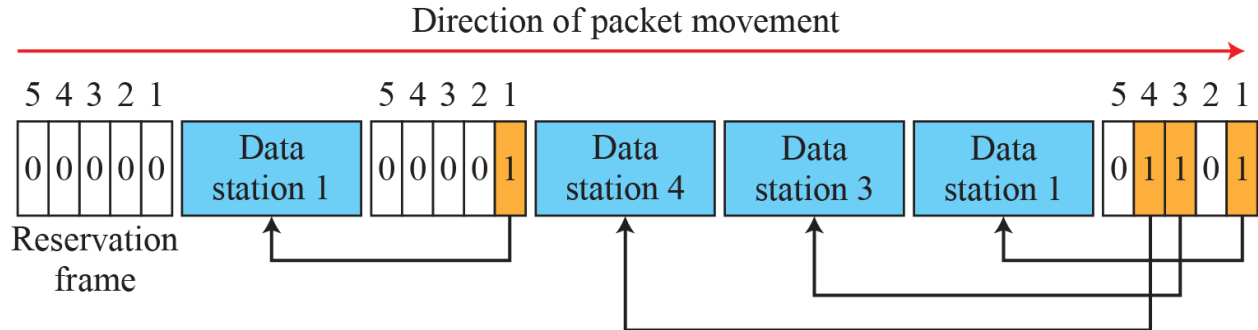 Direction of packet movement
5 4 3 2 1 5 4 3 2 1 5 4 3 2 1
0 0 0 0 0 Data station 1 0 0 0 0 1 Data station 4 Data station 3 Data station 1 0 1 1 0 1
Reservation
frame